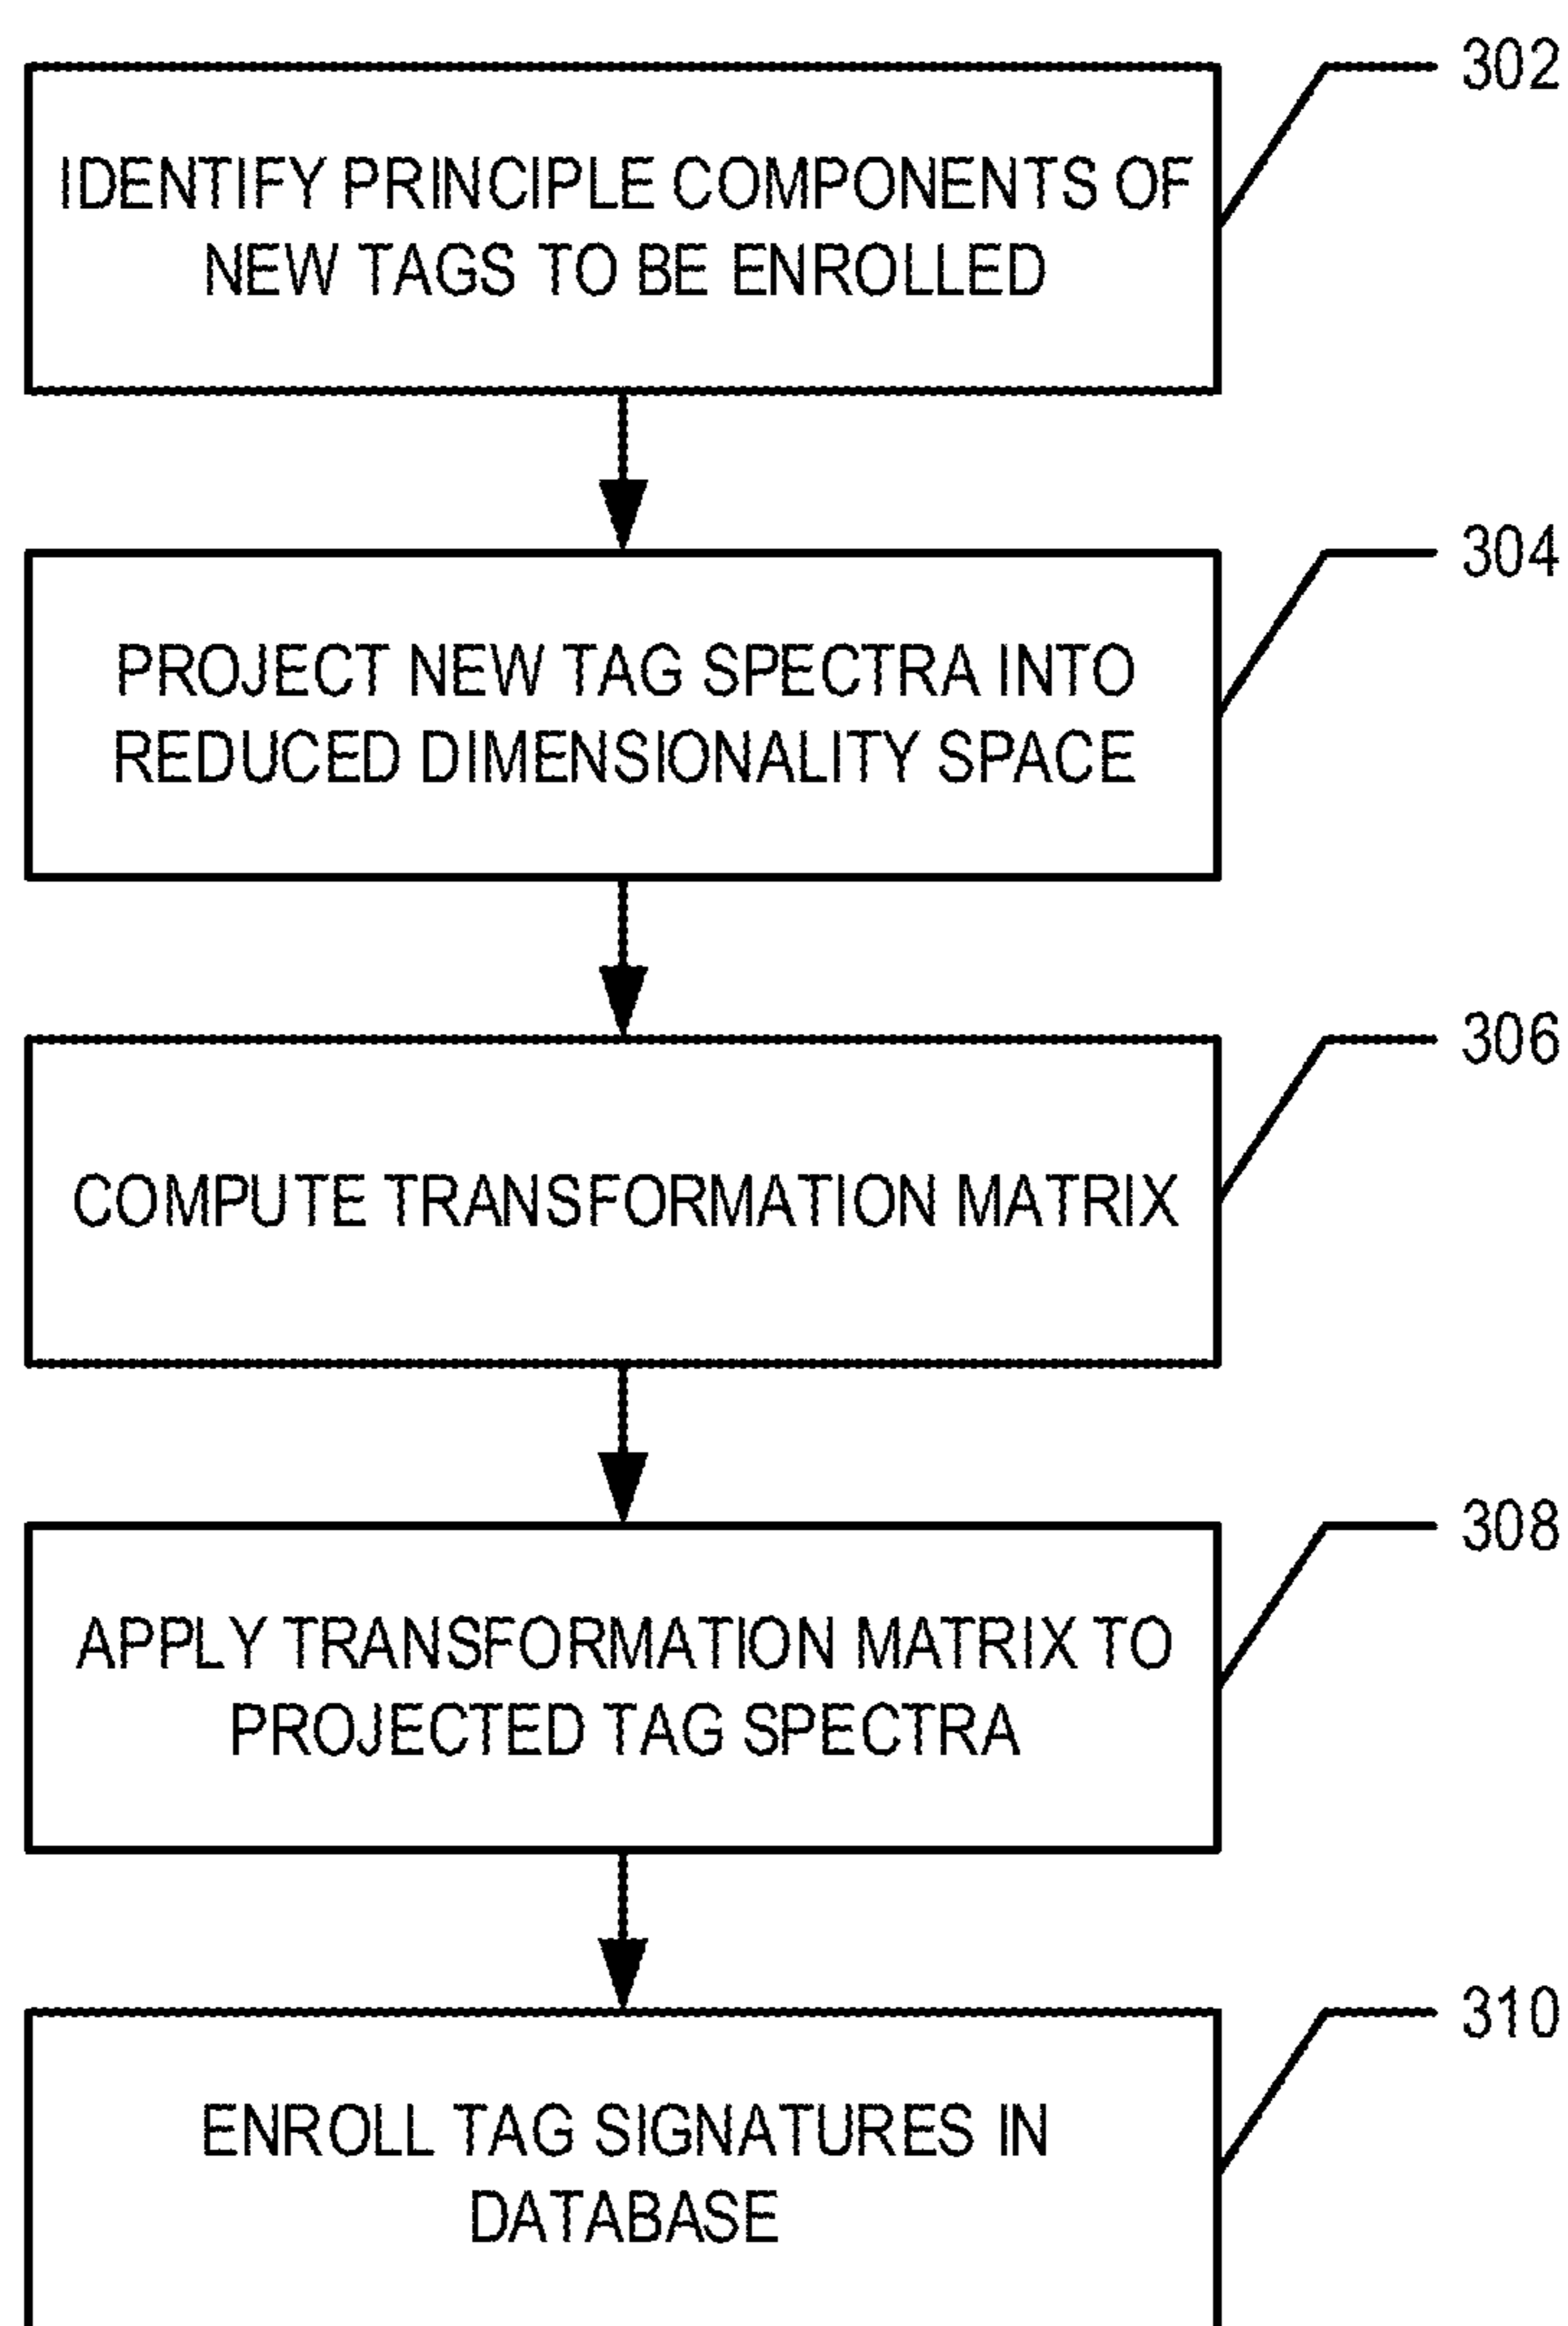 302
IDENTIFY PRINCIPLE COMPONENTS OF
NEW TAGS TO BE ENROLLED
304
PROJECT NEW TAG SPECTRA INTO
REDUCED DIMENSIONALITY SPACE
306
COMPUTE TRANSFORMATION MATRIX
308
APPLY TRANSFORMATION MATRIX TO
PROJECTED TAG SPECTRA
310
ENROLL TAG SIGNATURES IN
DATABASE